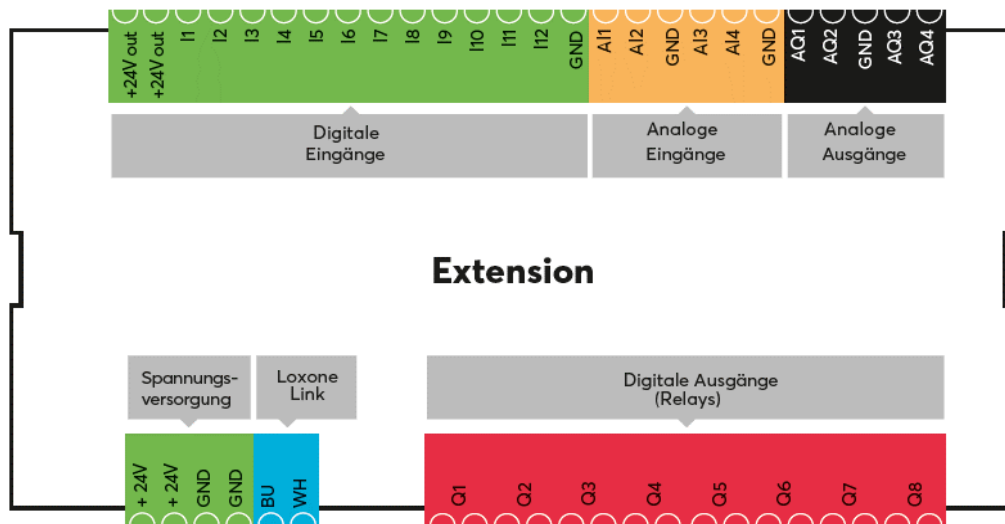 +24V out
+24V out
I1
I2
I3
I4
I5
I6
I7
I8
I9
I10
I11
I12
GND
AI1
AI2
GND
AI3
AI4
GND
AQ1
AQ2
GND
AQ3
AQ4
Digitale
Eingänge
Analoge
Eingänge
Analoge
Ausgänge
Extension
Spannungs-
versorgung
Loxone
Link
Digitale Ausgänge
(Relays)
+ 24V
+ 24V
GND
GND
BU
WH
Q1
Q2
Q3
Q4
Q5
Q6
Q7
Q8